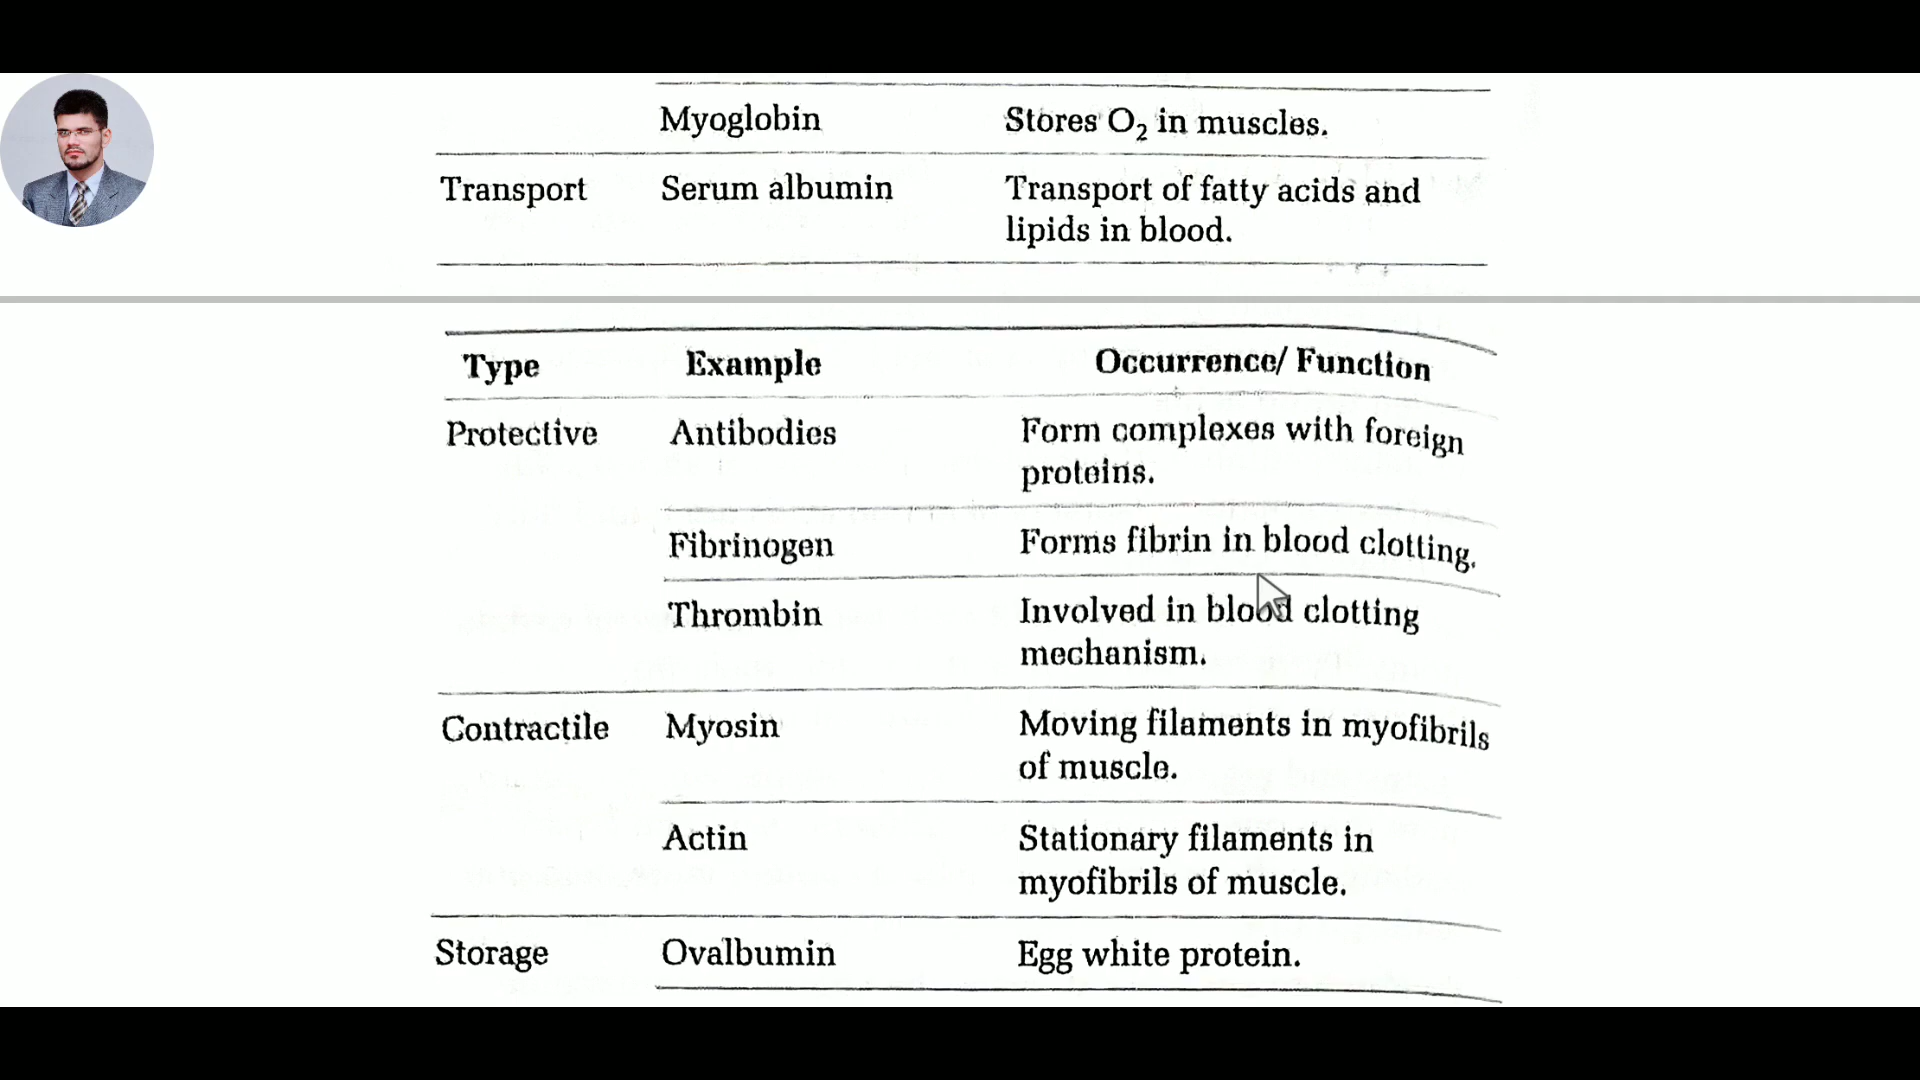 Myoglobin Stores O₂ in muscles.
Transport Serum albumin Transport of fatty acids and
lipids in blood.
Type Example Occurrence/ Function
Protective Antibodies Form complexes with foreign
proteins.
Fibrinogen Forms fibrin in blood clotting.
Thrombin Involved in blood clotting
mechanism.
Contractile Myosin Moving filaments in myofibrils
of muscle.
Actin Stationary filaments in
myofibrils of muscle.
Storage Ovalbumin Egg white protein.